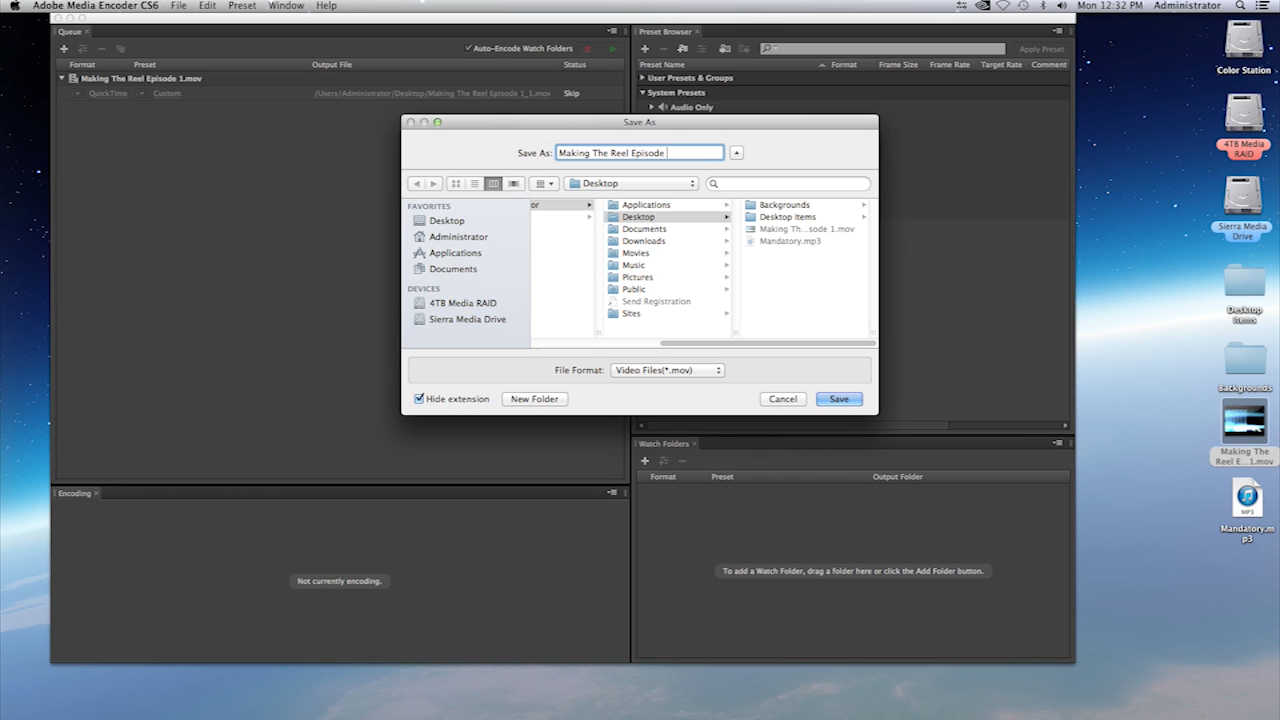 Adobe Media Encoder CS6 File Edit Preset Window Help Mon 12:32 PM Administrator
Queue
Auto-Encode Watch Folders
Format Preset Output File Status
Making The Reel Episode 1.mov
QuickTime Custom /Users/Administrator/Desktop/Making The Reel Episode 1_1.mov Skip
Preset Browser
Apply Preset
Preset Name Format Frame Size Frame Rate Target Rate Comment
User Presets & Groups
System Presets
Audio Only
Save As
Save As: Making The Reel Episode
Desktop
FAVORITES
Desktop
Administrator
Applications
Documents
DEVICES
4TB Media RAID
Sierra Media Drive
or
Applications
Desktop
Documents
Downloads
Movies
Music
Pictures
Public
Send Registration
Sites
Backgrounds
Desktop Items
Making Th...sode 1.mov
Mandatory.mp3
File Format: Video Files(*.mov)
Hide extension New Folder Cancel Save
Watch Folders
Format Preset Output Folder
To add a Watch Folder, drag a folder here or click the Add Folder button.
Encoding
Not currently encoding.
Color Station
4TB Media
RAID
Sierra Media
Drive
Desktop
Items
Backgrounds
Making The
Reel E...1.mov
MP3
Mandatory.m
p3